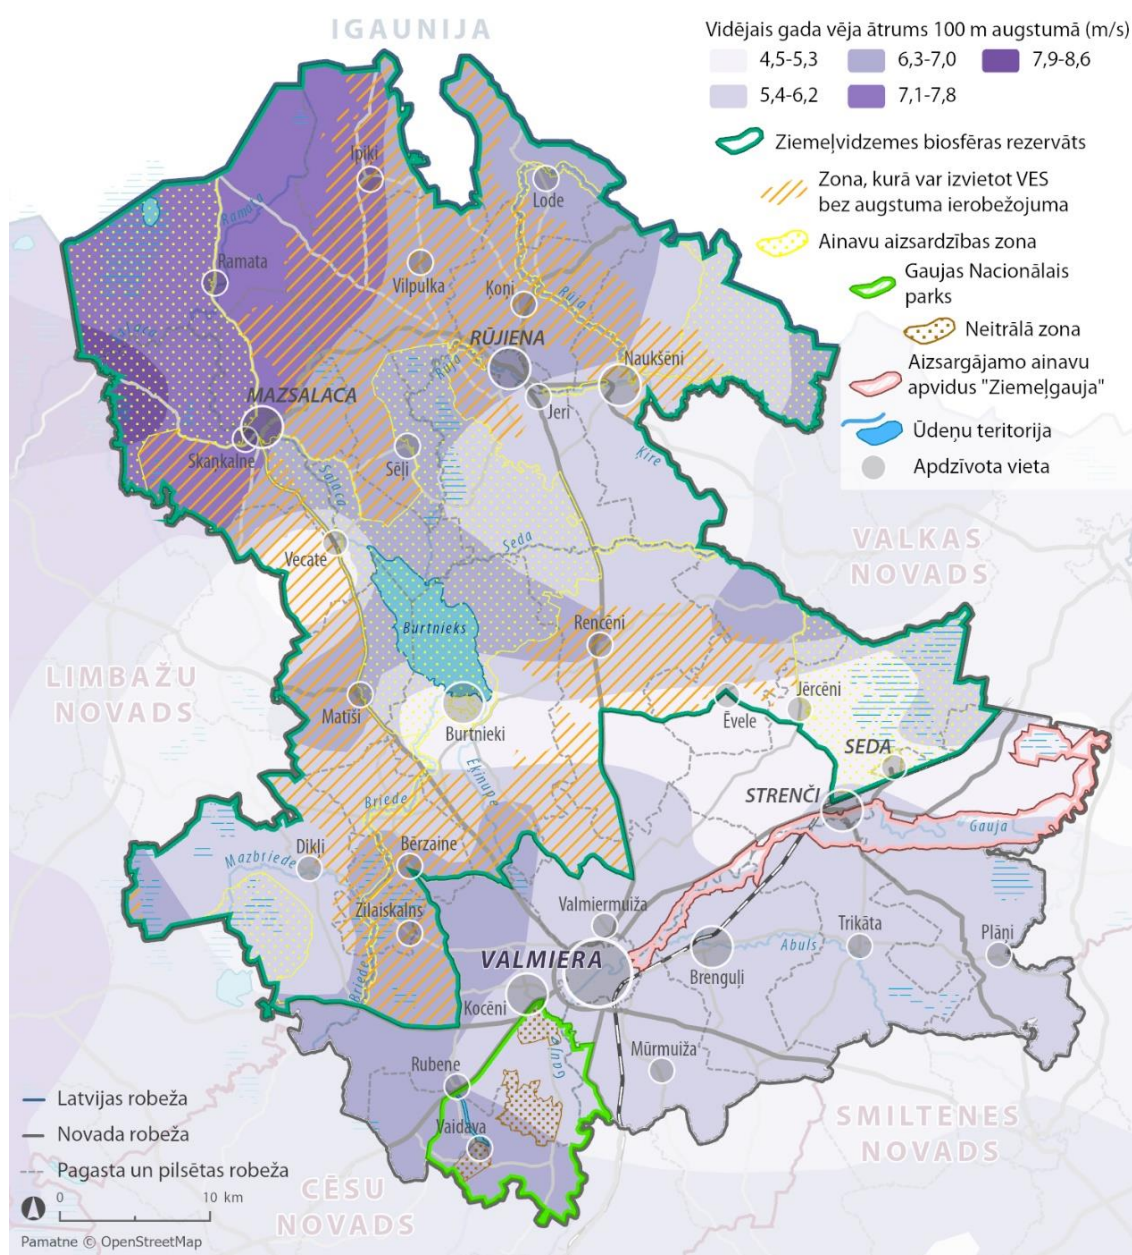 IGAUNIJA
Vidējais gada vēja ātrums 100 m augstumā (m/s)
4,5-5,3
6,3-7,0
7,9-8,6
5,4-6,2
7,1-7,8
Ziemeļvidzemes biosfēras rezervāts
Zona, kurā var izvietot VES
bez augstuma ierobežojuma
Ainavu aizsardzības zona
Gaujas Nacionālais
parks
Neitrālā zona
Aizsargājamo ainavu
apvidus "Ziemeļgauja"
Ūdeņu teritorija
Apdzīvota vieta
Ipiķi
Lode
Ramata
Ramata
Vilpulka
Ķoņi
Rūja
RŪJIENA
Rūja
Naukšēni
MAZSALACA
Jeri
Skaņkalne
Sēļi
Ķire
Salaca
Seda
Vecate
VALKAS
NOVADS
Burtnieks
Rencēni
LIMBAŽU
NOVADS
Matīši
Burtnieki
Ēvele
Jērcēni
SEDA
Ekinupe
STRENČI
Briede
Gauja
Dikļi
Bērzaine
Mazbriede
Zilaiskalns
Valmiermuiža
Trikāta
Plāņi
VALMIERA
Abuls
Brenguļi
Briede
Kocēni
Gauja
Mūrmuiža
Rubene
Vaidava
SMILTENES
NOVADS
CĒSU
NOVADS
Latvijas robeža
Novada robeža
Pagasta un pilsētas robeža
0 10 km
Pamatne © OpenStreetMap